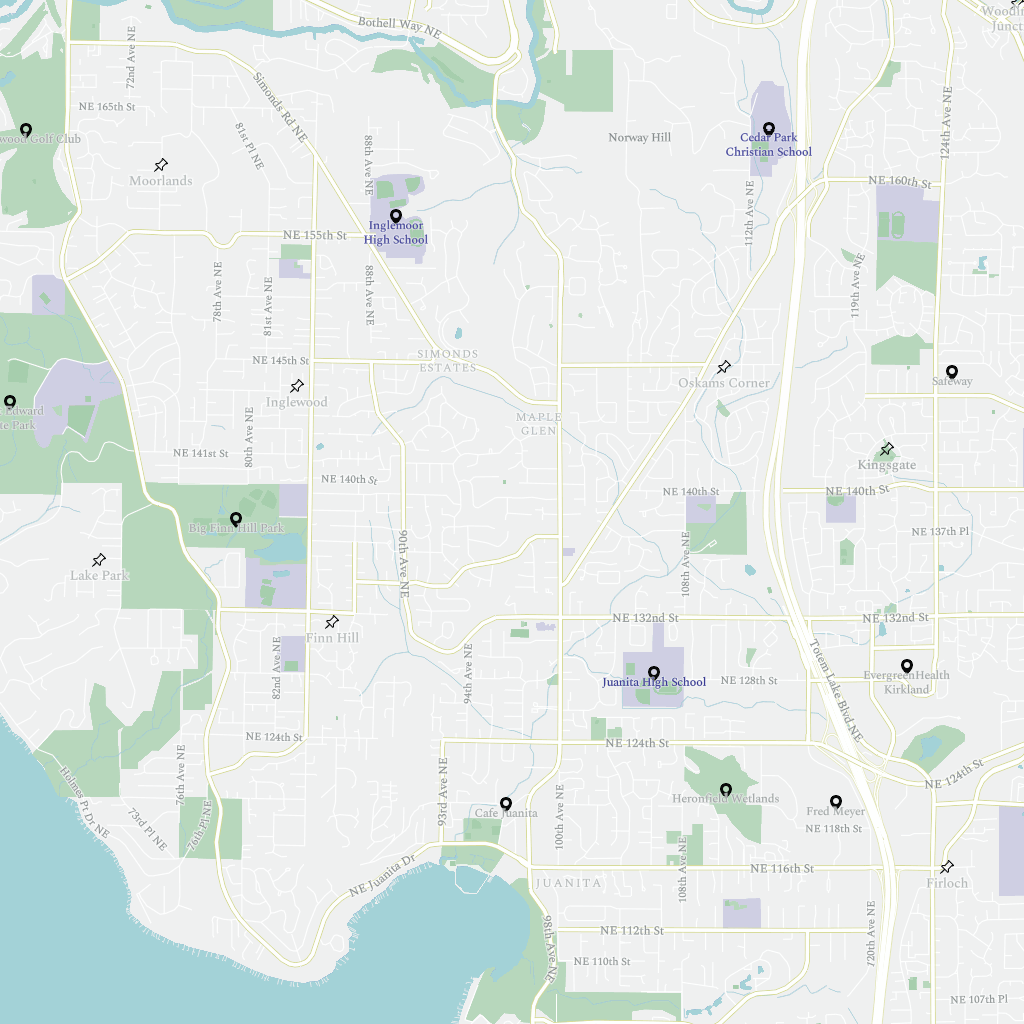 Bothell Way NE
72nd Ave NE
NE 165th St
Simonds Rd NE
81st Pl NE
88th Ave NE
Norway Hill
Cedar Park
Christian School
124th Ave NE
wood Golf Club
Moorlands
NE 160th St
112th Ave NE
Inglemoor
High School
NE 155th St
78th Ave NE
81st Ave NE
88th Ave NE
119th Ave NE
NE 145th St
SIMONDS
ESTATES
Oskams Corner
Safeway
Inglewood
Edward
te Park
MAPLE
GLEN
80th Ave NE
NE 141st St
NE 140th St
Kingsgate
NE 140th St
NE 140th St
Big Finn Hill Park
NE 137th Pl
90th Ave NE
108th Ave NE
Lake Park
Finn Hill
NE 132nd St
NE 132nd St
82nd Ave NE
94th Ave NE
Juanita High School
NE 128th St
Totem Lake Blvd NE
EvergreenHealth
Kirkland
NE 124th St
NE 124th St
NE 124th St
76th Ave NE
93rd Ave NE
100th Ave NE
Holmes Pt Dr NE
73rd Pl NE
76th Pl NE
Cafe Juanita
Heronfield Wetlands
Fred Meyer
NE 118th St
108th Ave NE
NE 116th St
NE Juanita Dr
JUANITA
Firloch
98th Ave NE
NE 112th St
120th Ave NE
NE 110th St
NE 107th Pl